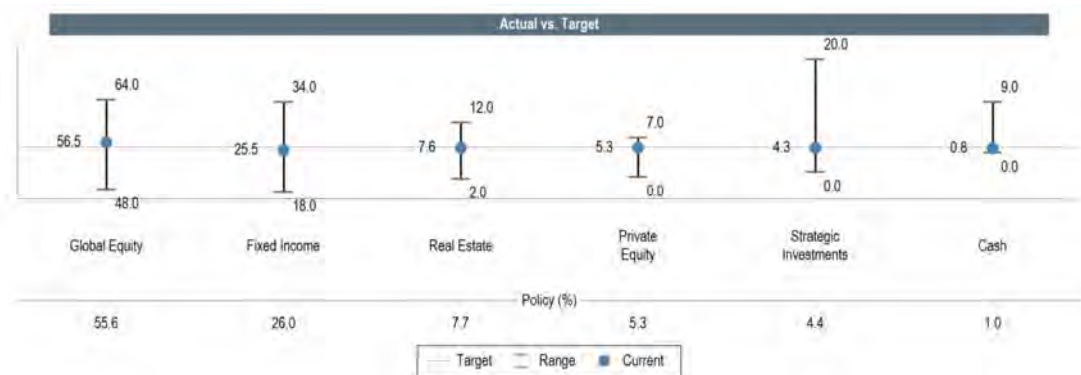 Actual vs. Target
64.0 34.0 12.0 7.0 20.0 9.0
56.5 25.5 7.6 5.3 4.3 0.8
48.0 18.0 2.0 0.0 0.0 0.0
Global Equity Fixed Income Real Estate Private Equity Strategic Investments Cash
Policy (%)
55.6 26.0 7.7 5.3 4.4 1.0
Target Range Current